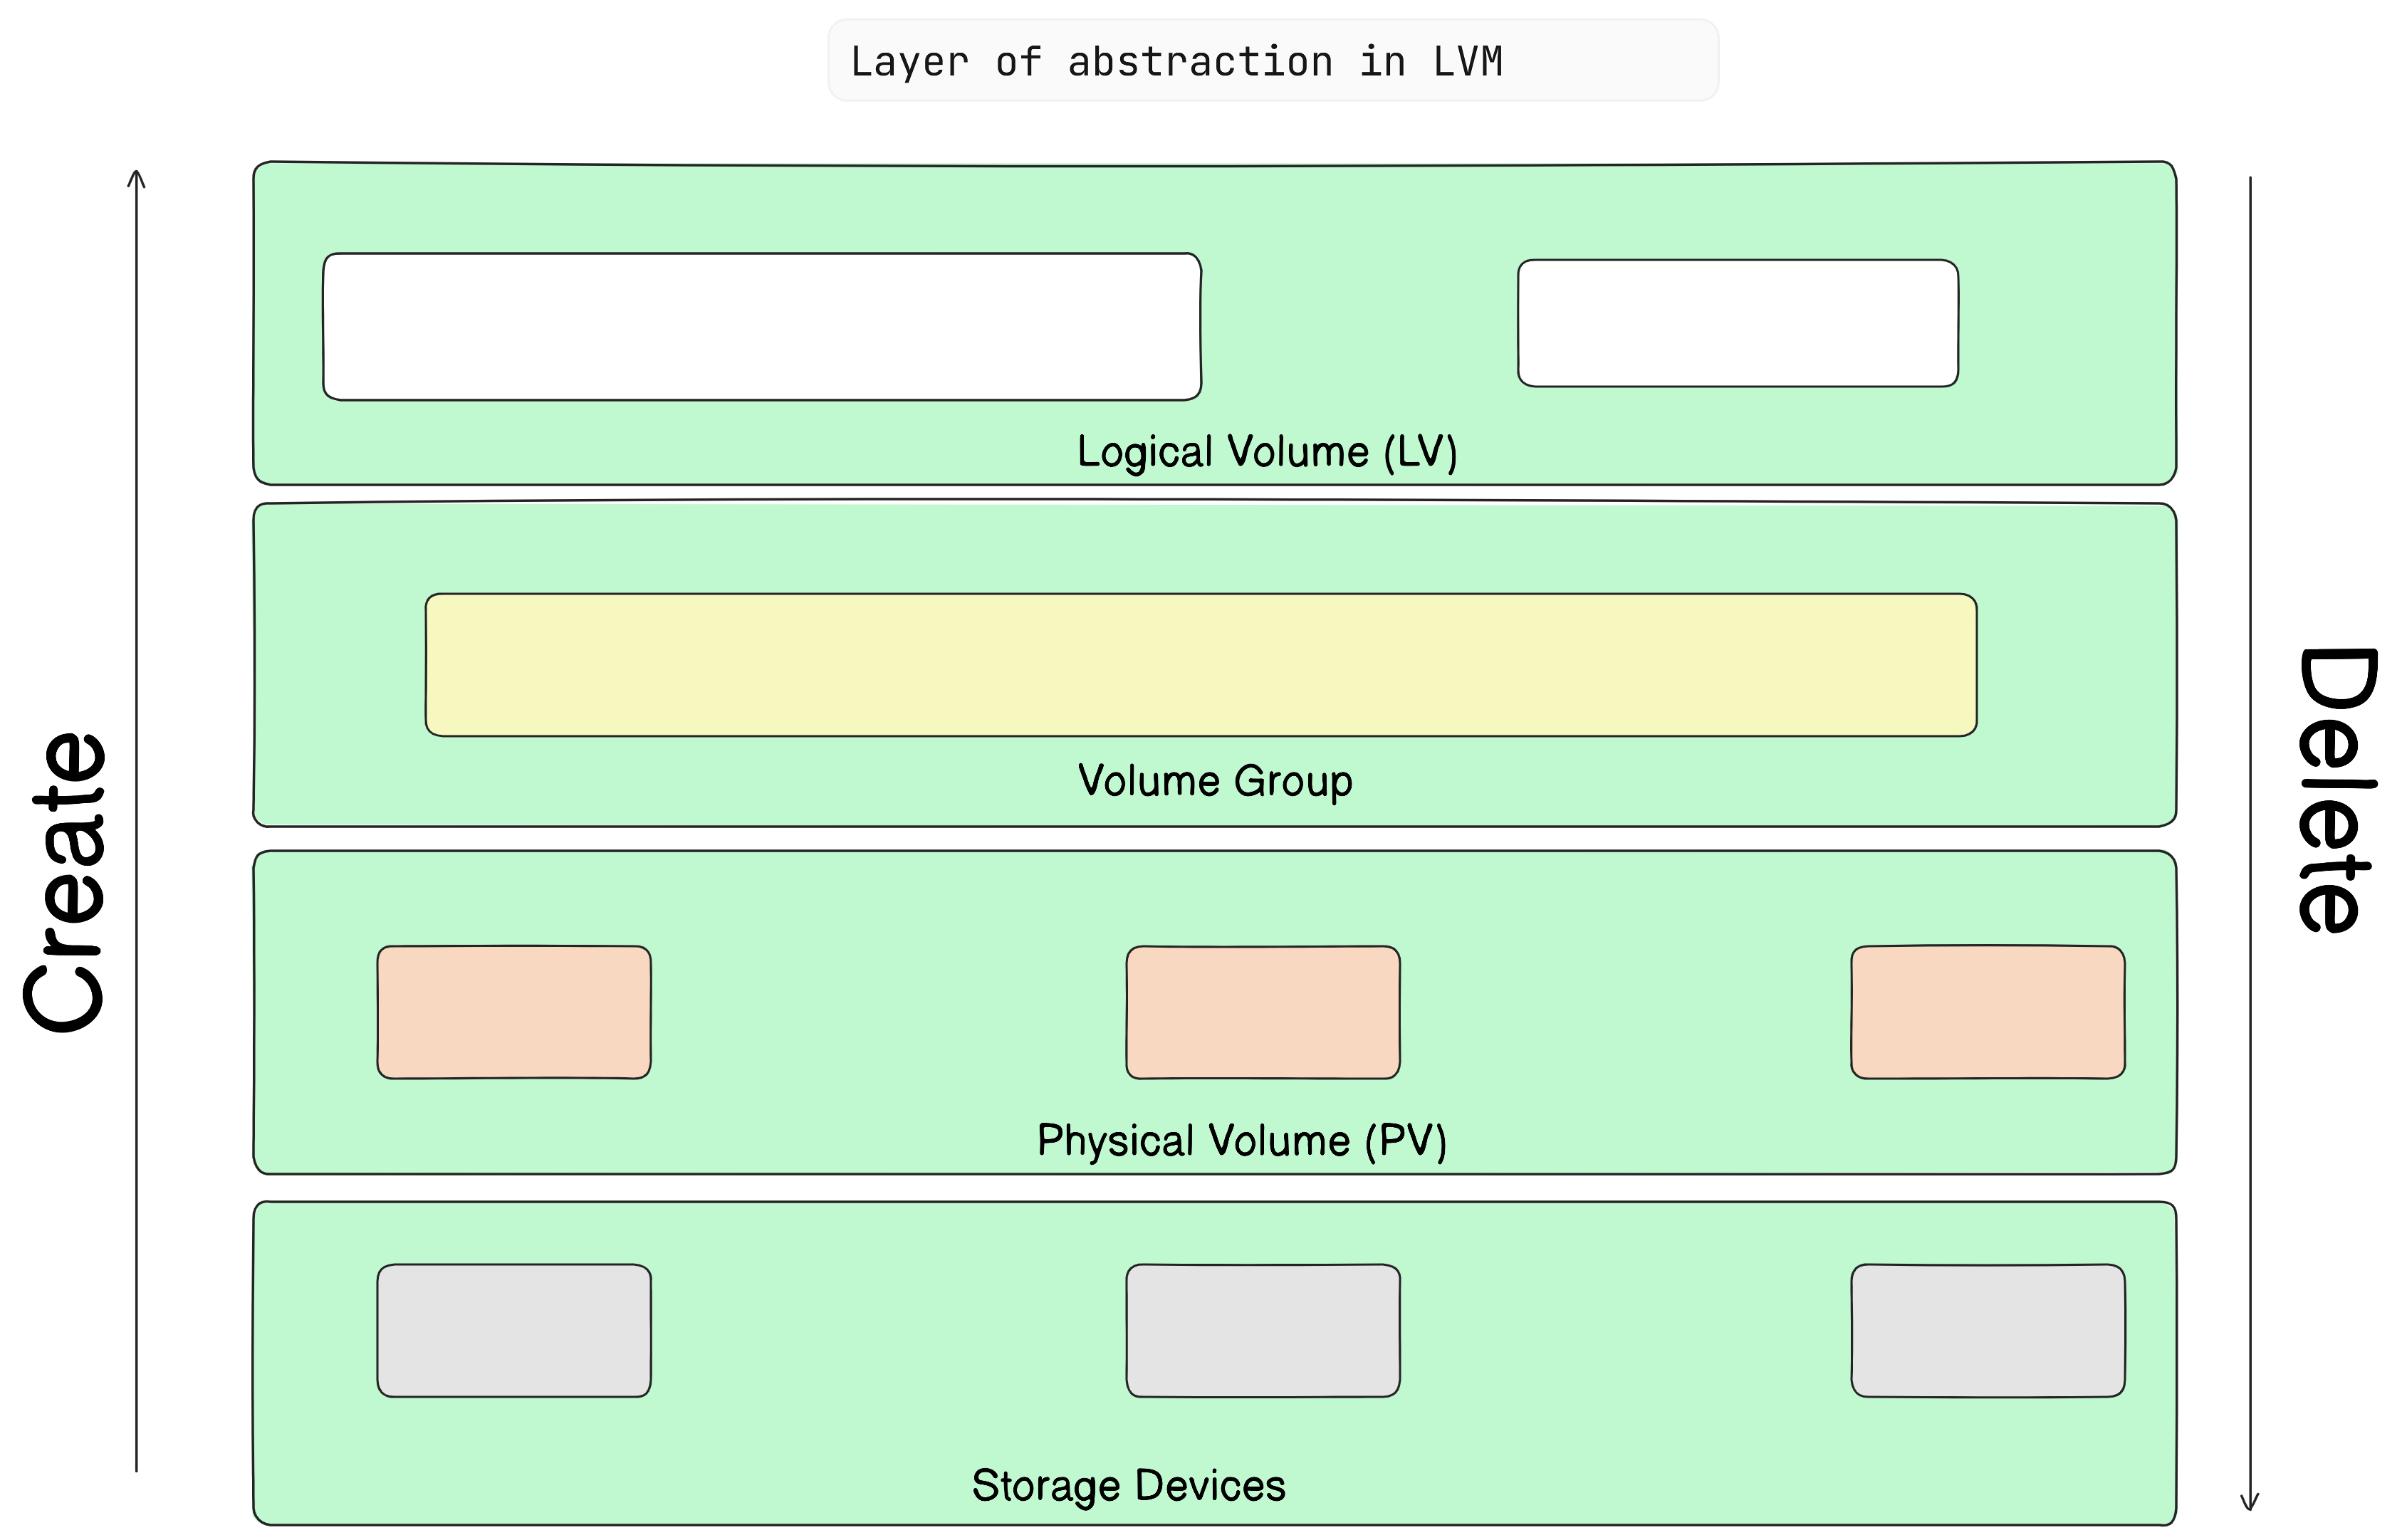 Layer of abstraction in LVM
Logical Volume (LV)
Volume Group
Physical Volume (PV)
Storage Devices
Create
Delete